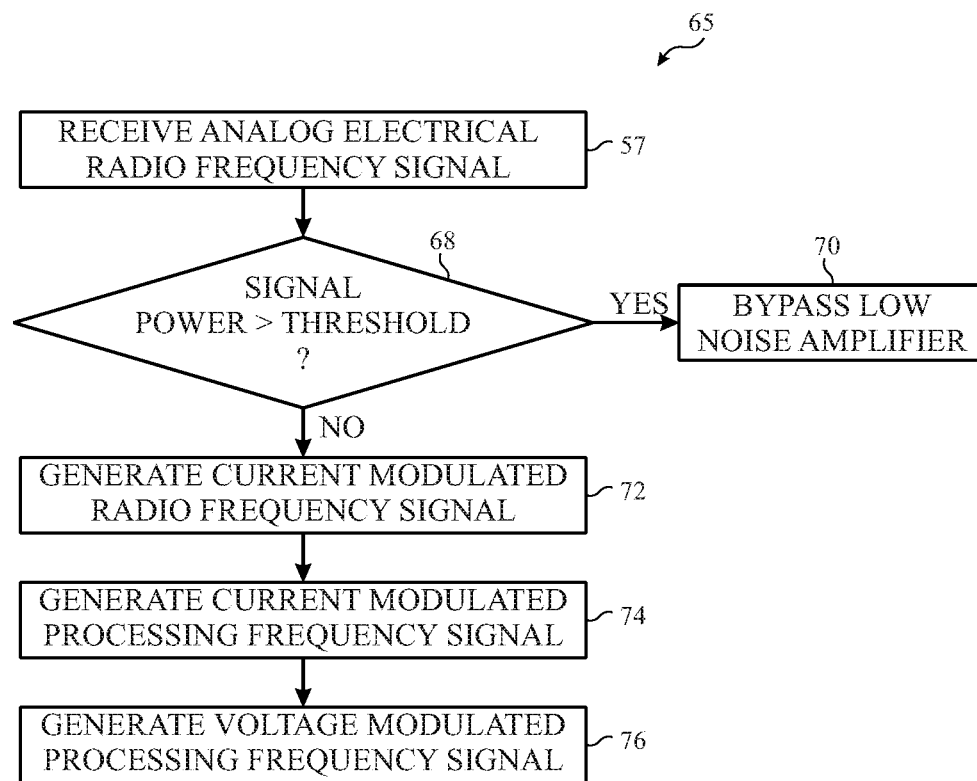 65
RECEIVE ANALOG ELECTRICAL
RADIO FREQUENCY SIGNAL
57
68
SIGNAL
POWER > THRESHOLD
?
YES
70
BYPASS LOW
NOISE AMPLIFIER
NO
GENERATE CURRENT MODULATED
RADIO FREQUENCY SIGNAL
72
GENERATE CURRENT MODULATED
PROCESSING FREQUENCY SIGNAL
74
GENERATE VOLTAGE MODULATED
PROCESSING FREQUENCY SIGNAL
76